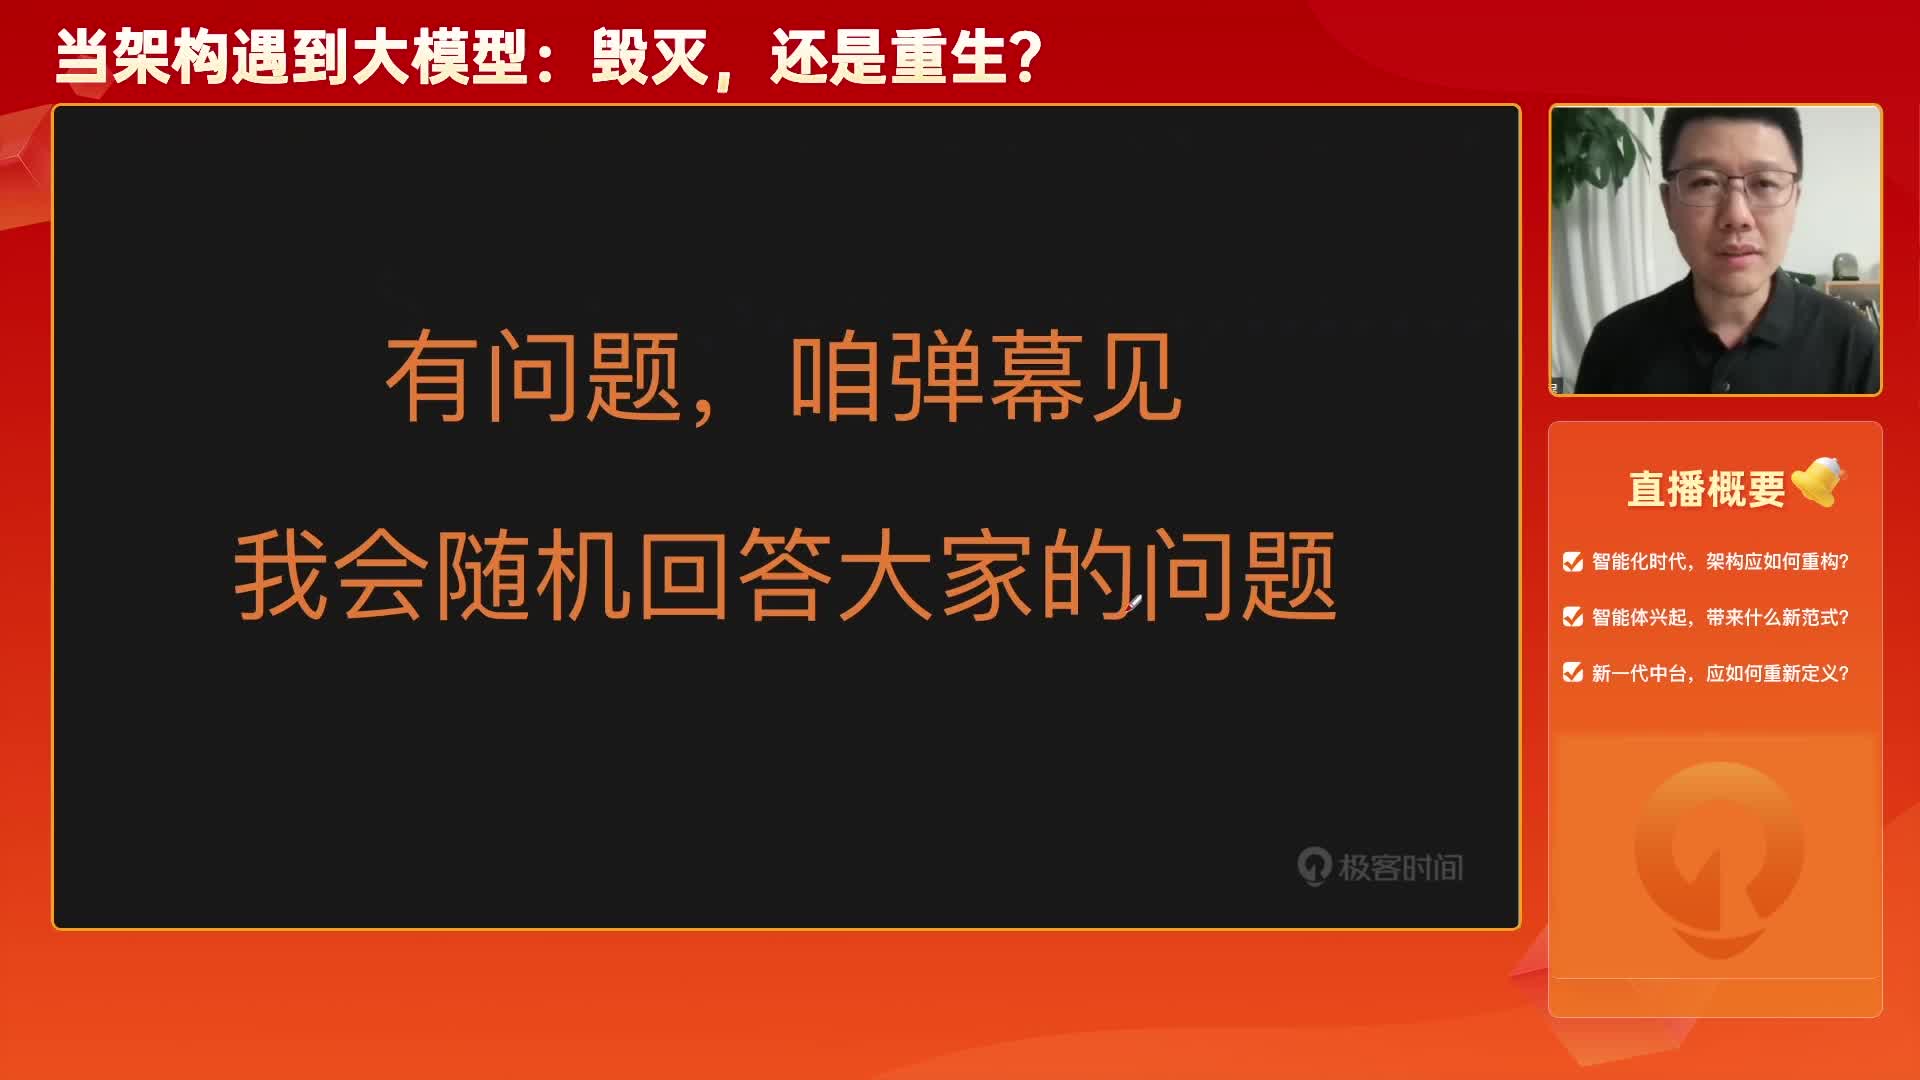 当架构遇到大模型：毁灭，还是重生？
有问题，咱弹幕见
我会随机回答大家的问题
极客时间
直播概要
智能化时代，架构应如何重构？
智能体兴起，带来什么新范式？
新一代中台，应如何重新定义？